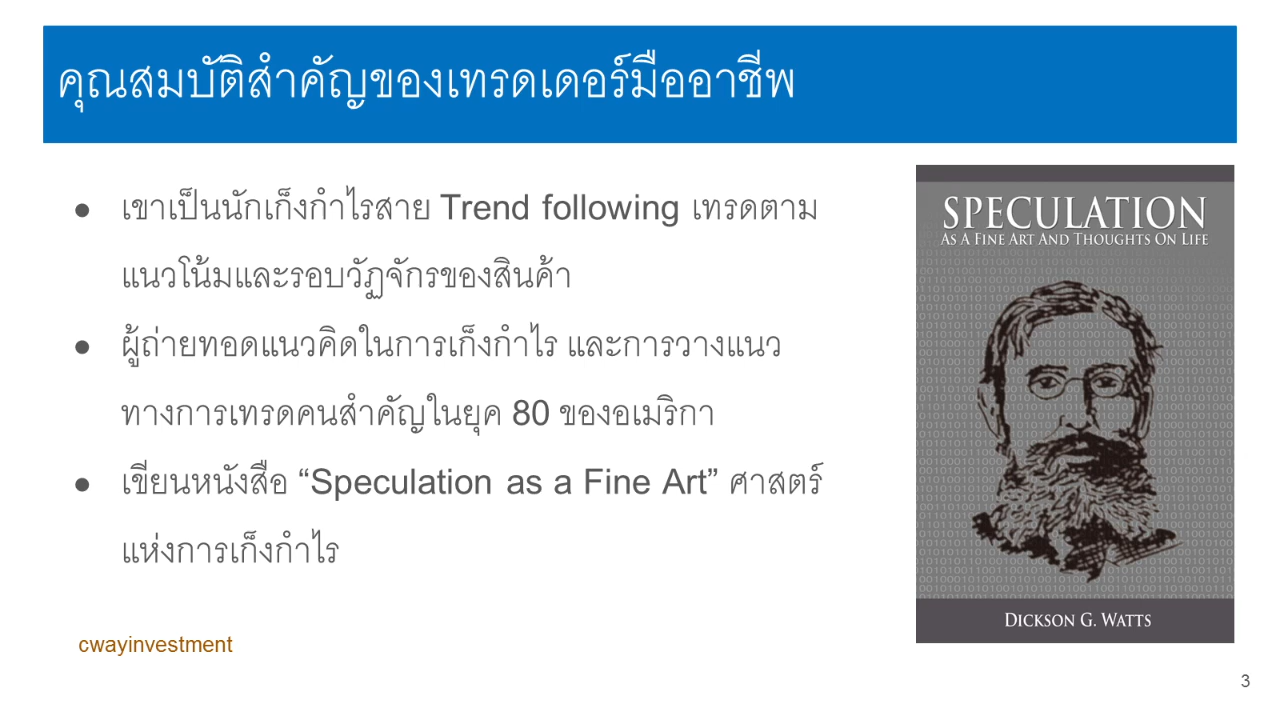 คุณสมบัติสำคัญของเทรดเดอร์มืออาชีพ
● เขาเป็นนักเก็งกำไรสาย Trend following เทรดตาม
แนวโน้มและรอบวัฏจักรของสินค้า
● ผู้ถ่ายทอดแนวคิดในการเก็งกำไร และการวางแนว
ทางการเทรดคนสำคัญในยุค 80 ของอเมริกา
● เขียนหนังสือ “Speculation as a Fine Art” ศาสตร์
แห่งการเก็งกำไร
SPECULATION
AS A FINE ART AND THOUGHTS ON LIFE
DICKSON G. WATTS
cwayinvestment
3